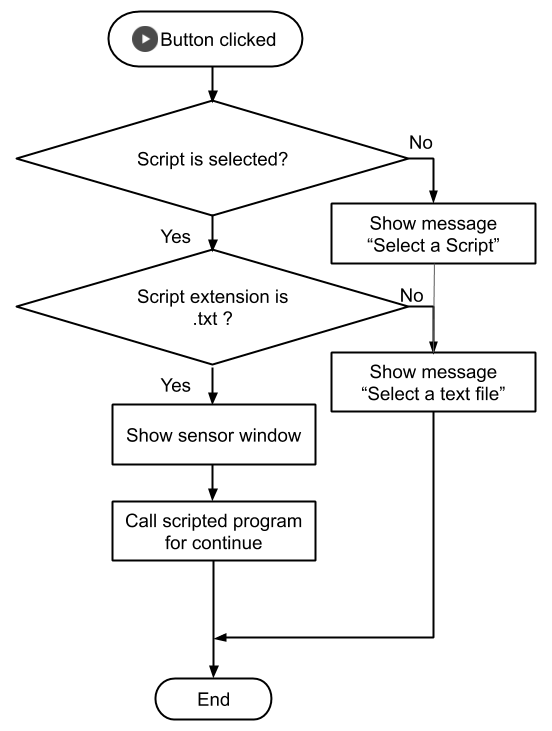 Button clicked
Script is selected?
No
Show message
“Select a Script”
Yes
Script extension is
.txt ?
No
Show message
“Select a text file”
Yes
Show sensor window
Call scripted program
for continue
End